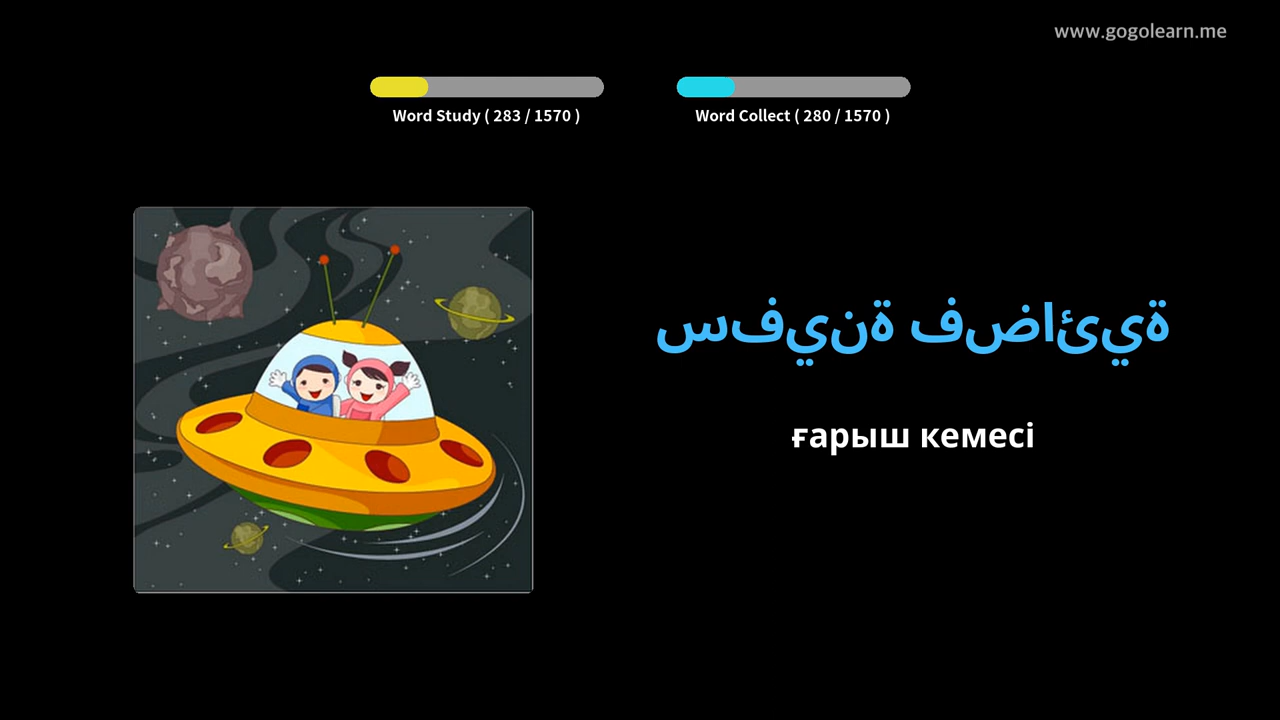 www.gogolearn.me
Word Study ( 283 / 1570 )
Word Collect ( 280 / 1570 )
سفينة فضائية
ғарыш кемесі